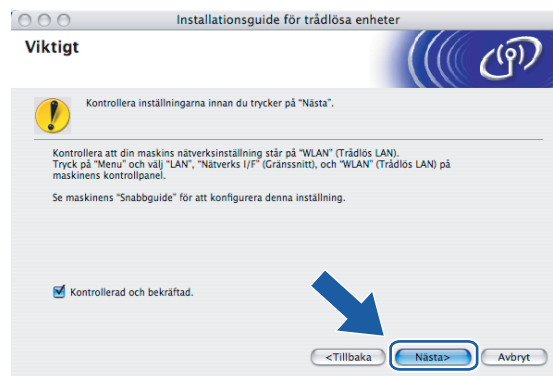 Installationsguide för trådlösa enheter
Viktigt
Kontrollera inställningarna innan du trycker på "Nästa".
Kontrollera att din maskins nätverksinställning står på "WLAN" (Trådlös LAN).
Tryck på "Menu" och välj "LAN", "Nätverks I/F" (Gränssnitt), och "WLAN" (Trådlös LAN) på
maskinens kontrollpanel.
Se maskinens "Snabbguide" för att konfigurera denna inställning.
Kontrollerad och bekräftad.
<Tillbaka
Nästa>
Avbryt